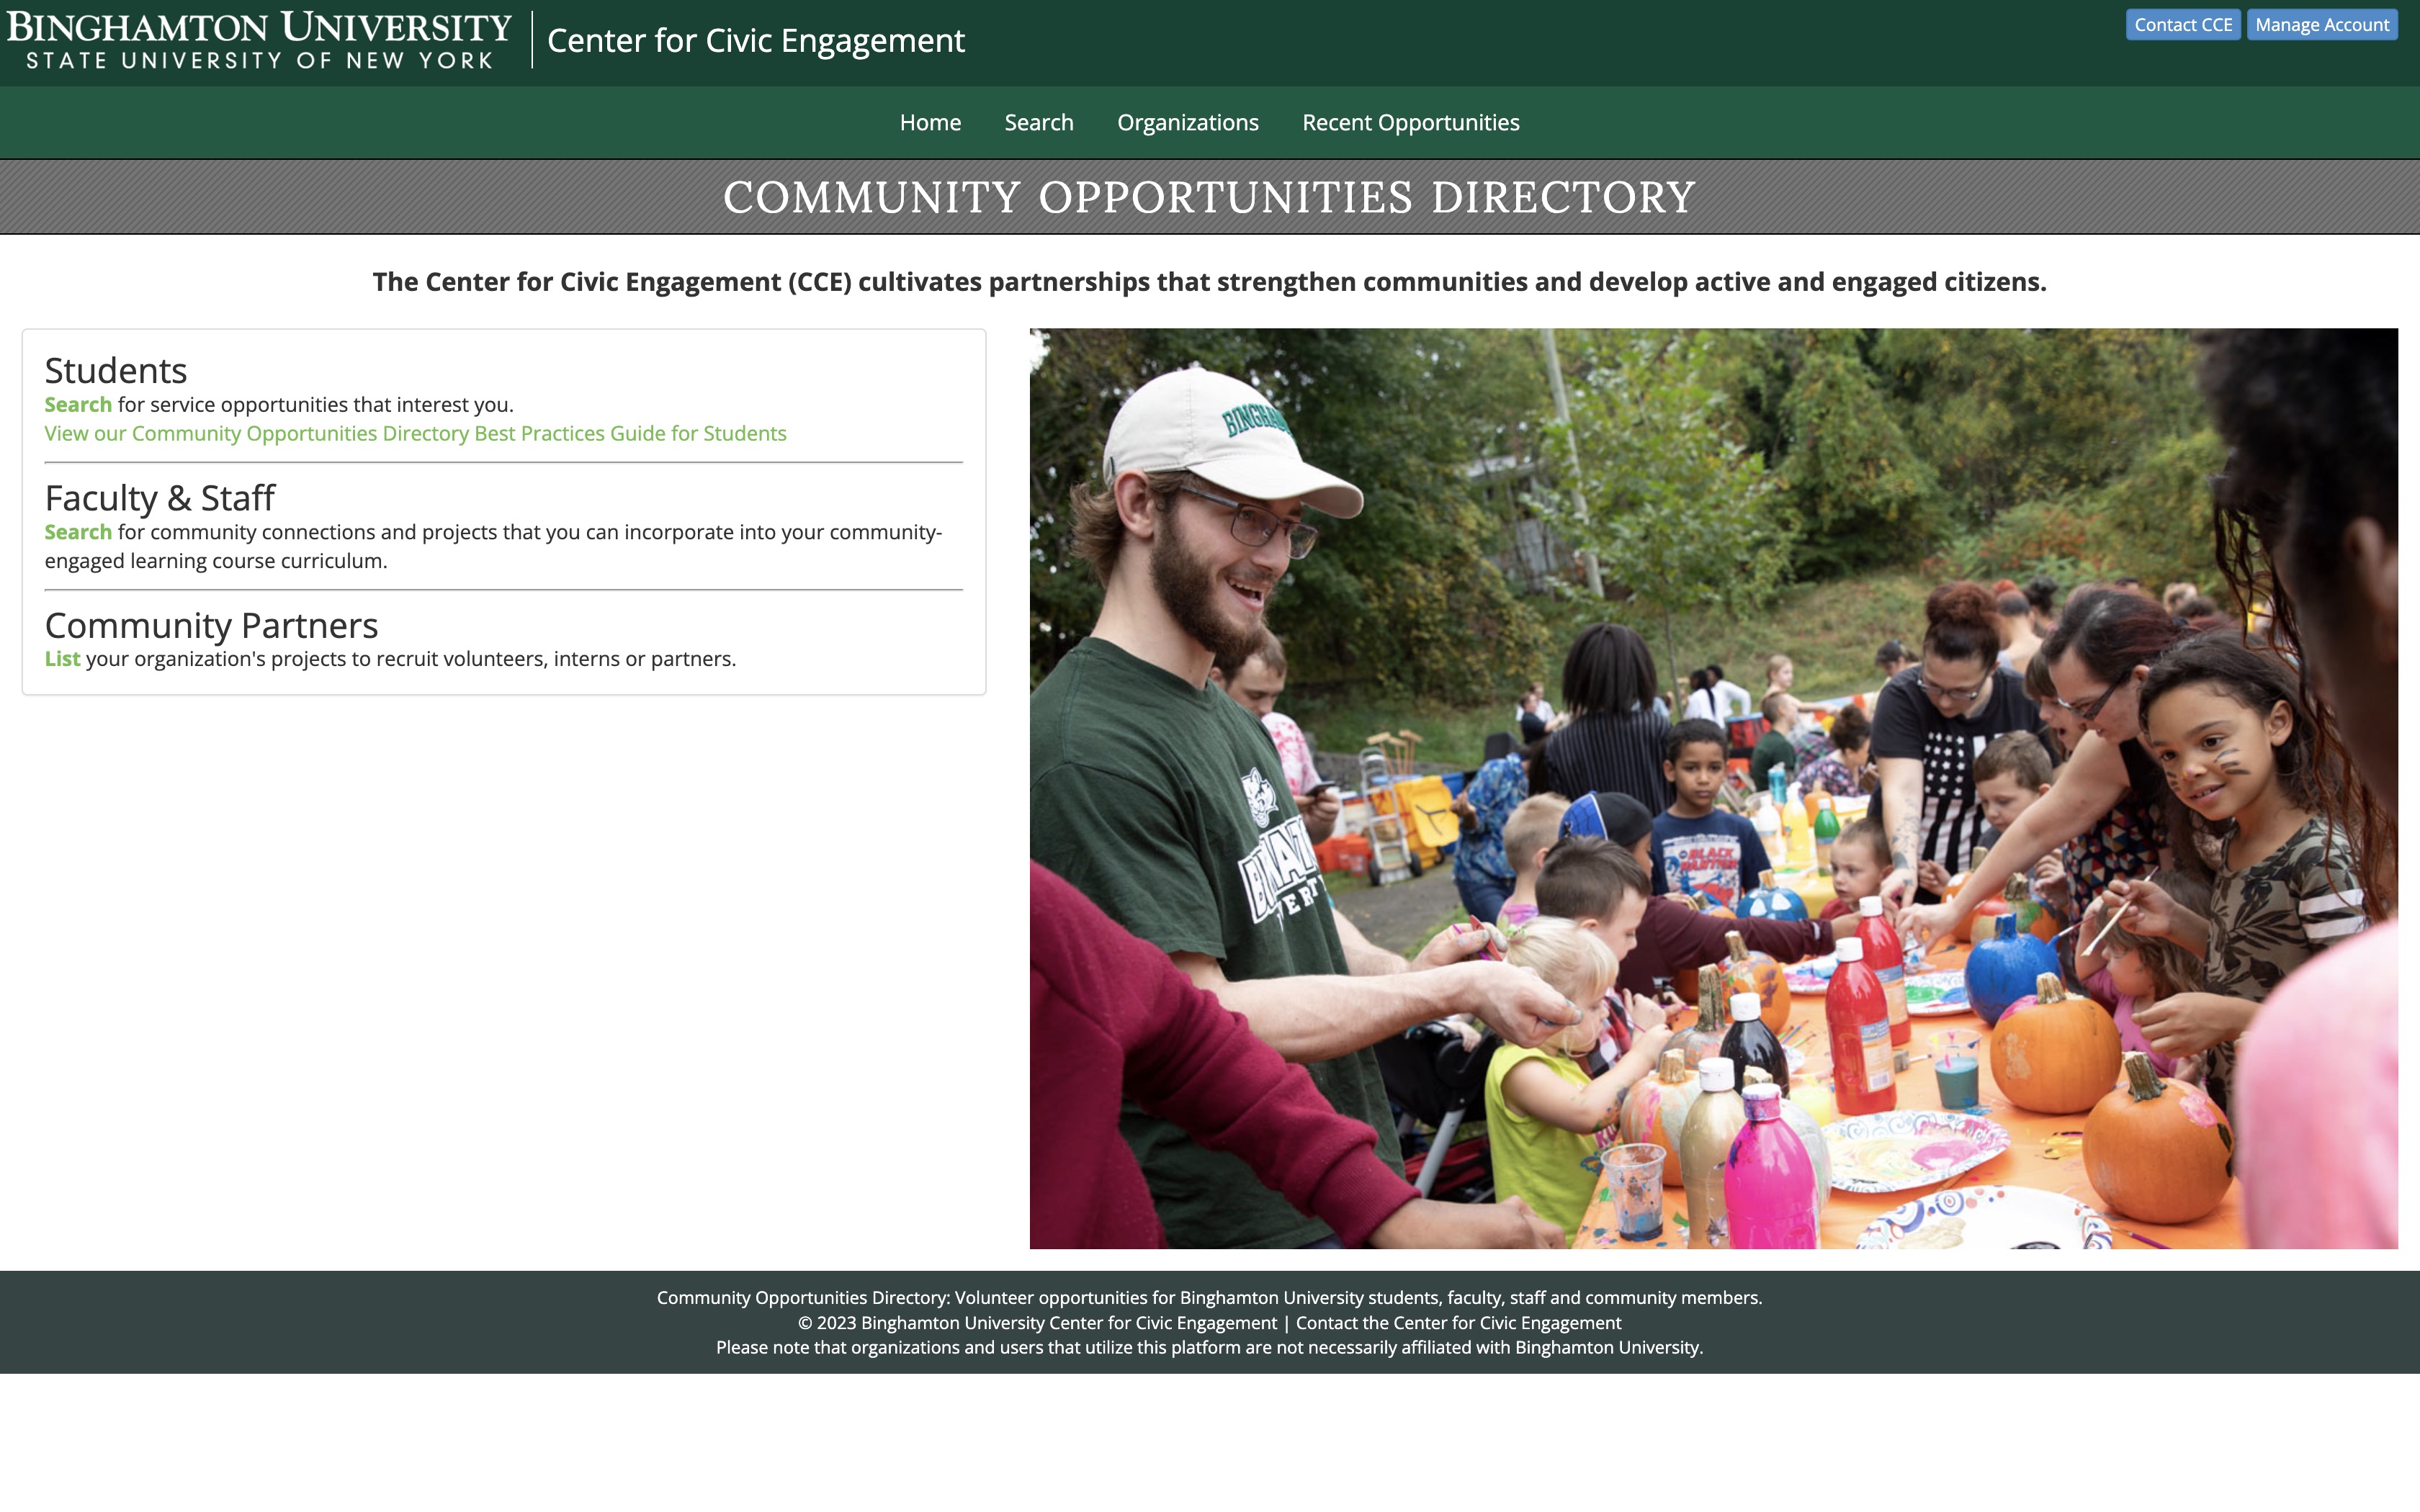 BINGHAMTON UNIVERSITY
STATE UNIVERSITY OF NEW YORK
Center for Civic Engagement
Contact CCE
Manage Account
Home
Search
Organizations
Recent Opportunities
COMMUNITY OPPORTUNITIES DIRECTORY
The Center for Civic Engagement (CCE) cultivates partnerships that strengthen communities and develop active and engaged citizens.
Students
Search for service opportunities that interest you.
View our Community Opportunities Directory Best Practices Guide for Students
Faculty & Staff
Search for community connections and projects that you can incorporate into your community-
engaged learning course curriculum.
Community Partners
List your organization's projects to recruit volunteers, interns or partners.
BLACK
PANTHER
Community Opportunities Directory: Volunteer opportunities for Binghamton University students, faculty, staff and community members.
© 2023 Binghamton University Center for Civic Engagement | Contact the Center for Civic Engagement
Please note that organizations and users that utilize this platform are not necessarily affiliated with Binghamton University.